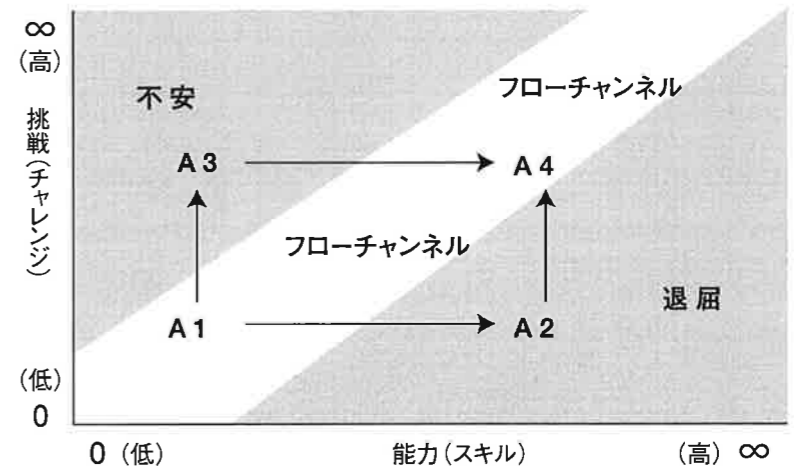 ∞
(高)
不安
フローチャンネル
挑戦(チャレンジ)
A3
A4
フローチャンネル
退屈
A1
A2
(低)
0
0 (低)
能力(スキル)
(高) ∞